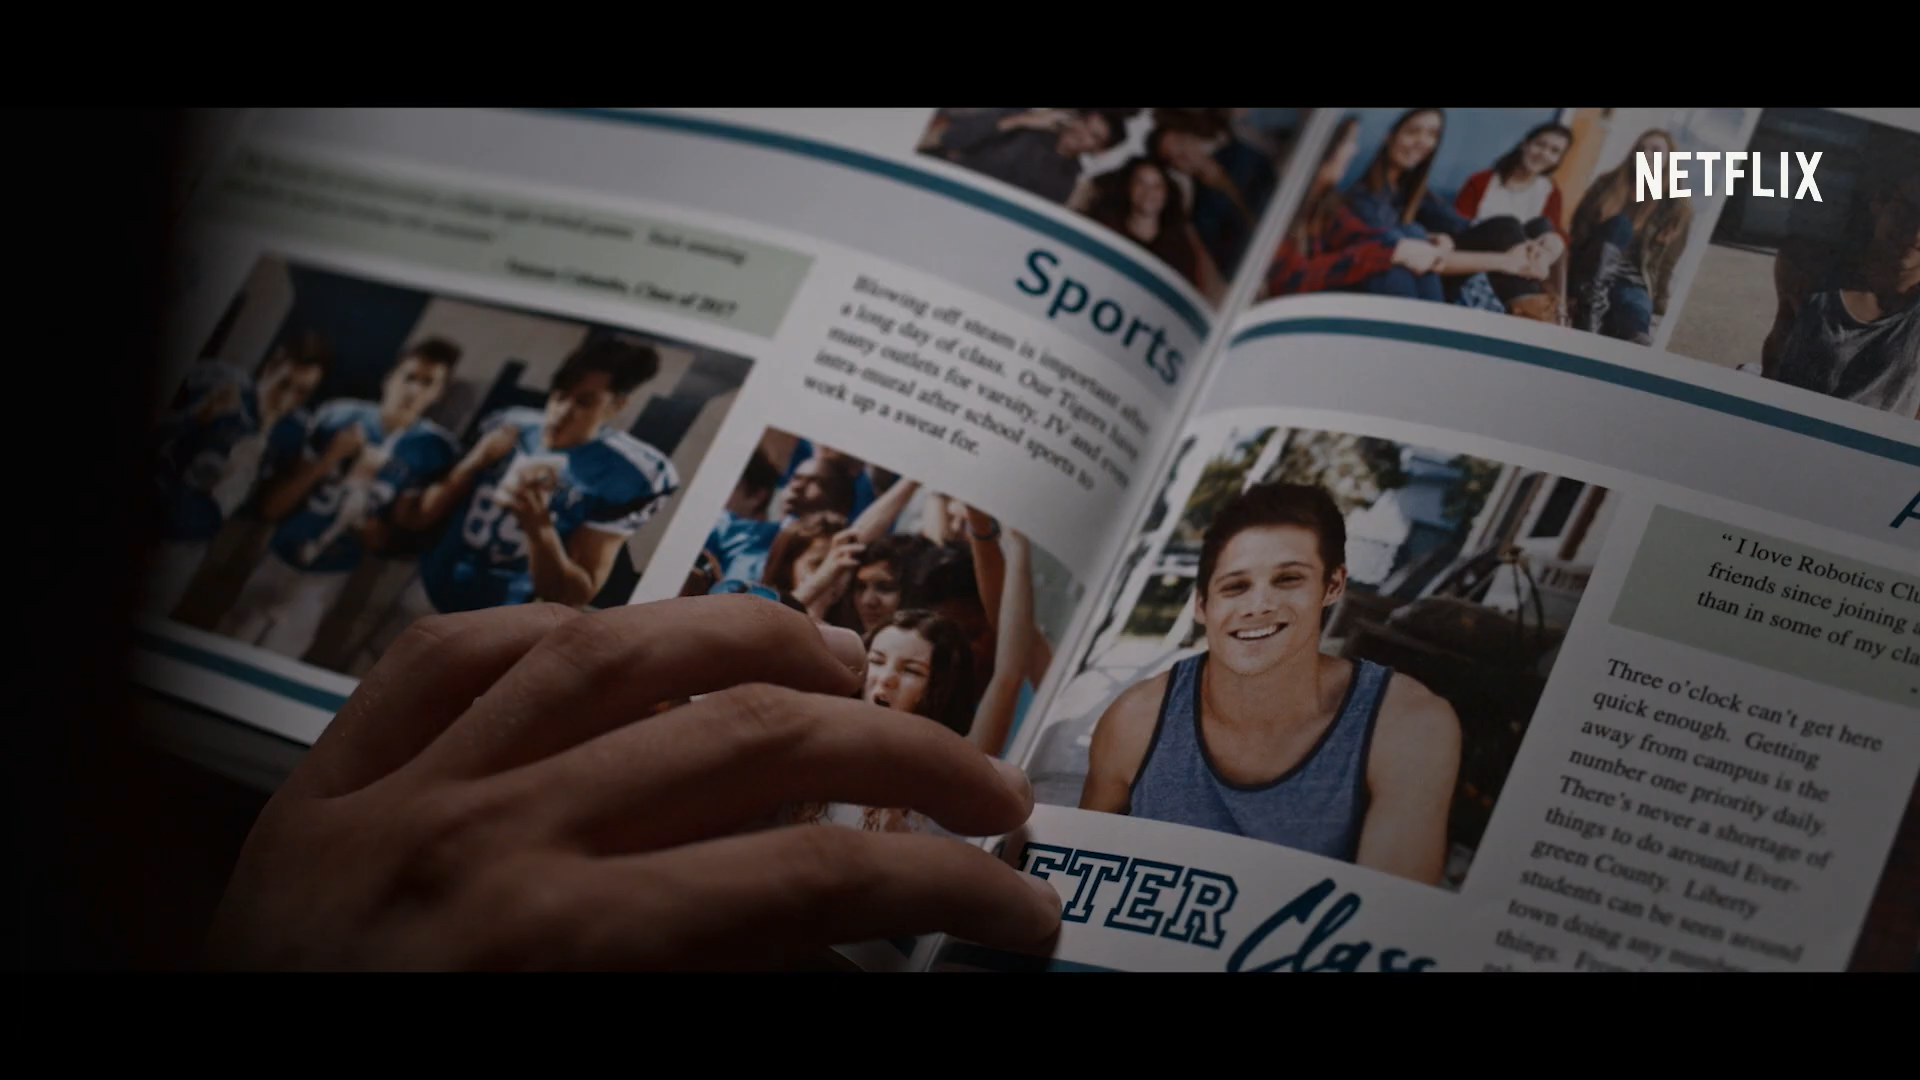 NETFLIX
Class of 2017
Sports
Blowing off steam is important after
a long day of class. Our Tigers have
many outlets for varsity, JV and even
intra-mural after school sports to
work up a sweat for.
“ I love Robotics
friends since joining
than in some of my
Three o’clock can’t get here
quick enough. Getting
away from campus is the
number one priority daily.
There’s never a shortage of
things to do around Ever-
green County. Liberty
students can be seen around
town doing any
things.
Class